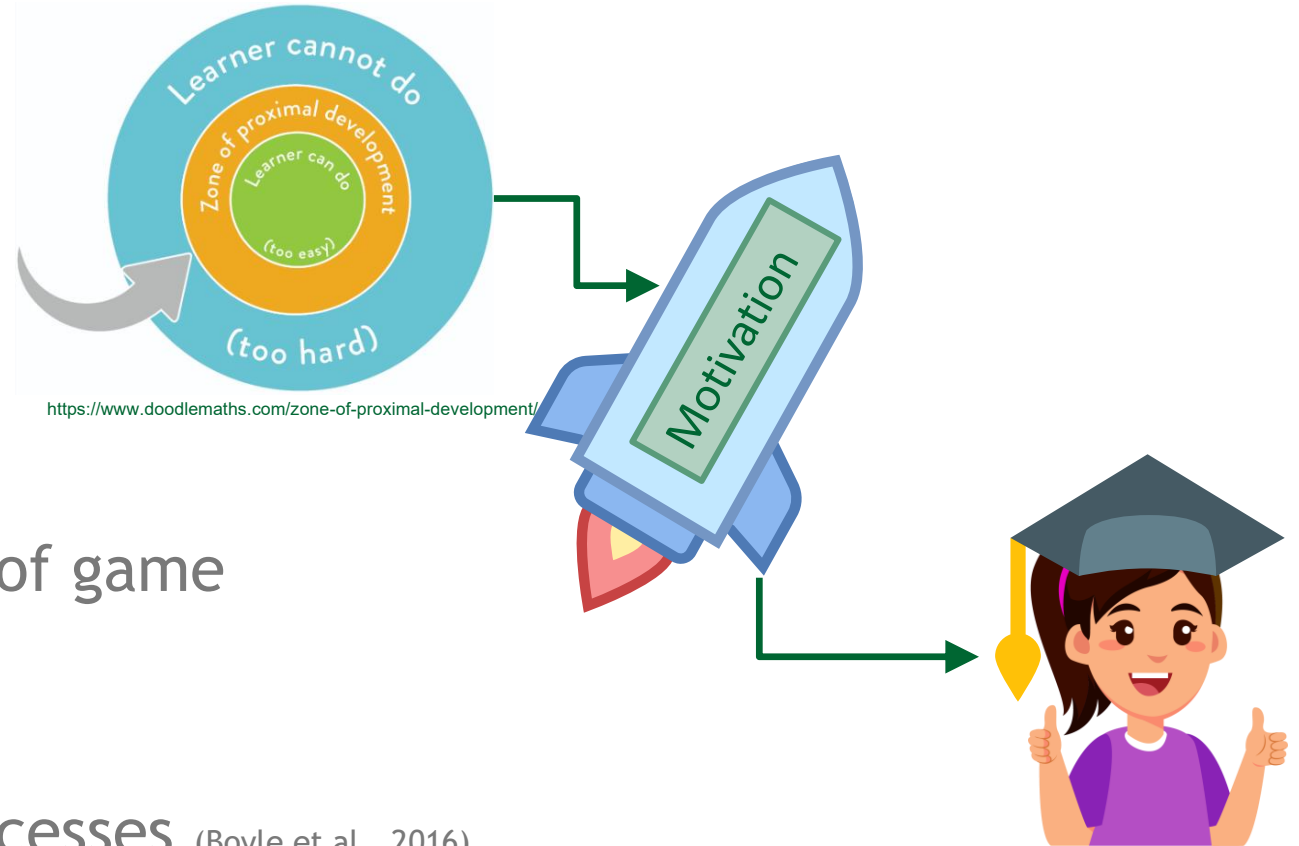 Learner cannot do
Zone of proximal development
Learner can do
(too easy)
(too hard)
https://www.doodlemaths.com/zone-of-proximal-development/
Motivation
of game
cesses (Boyle et al., 2016)